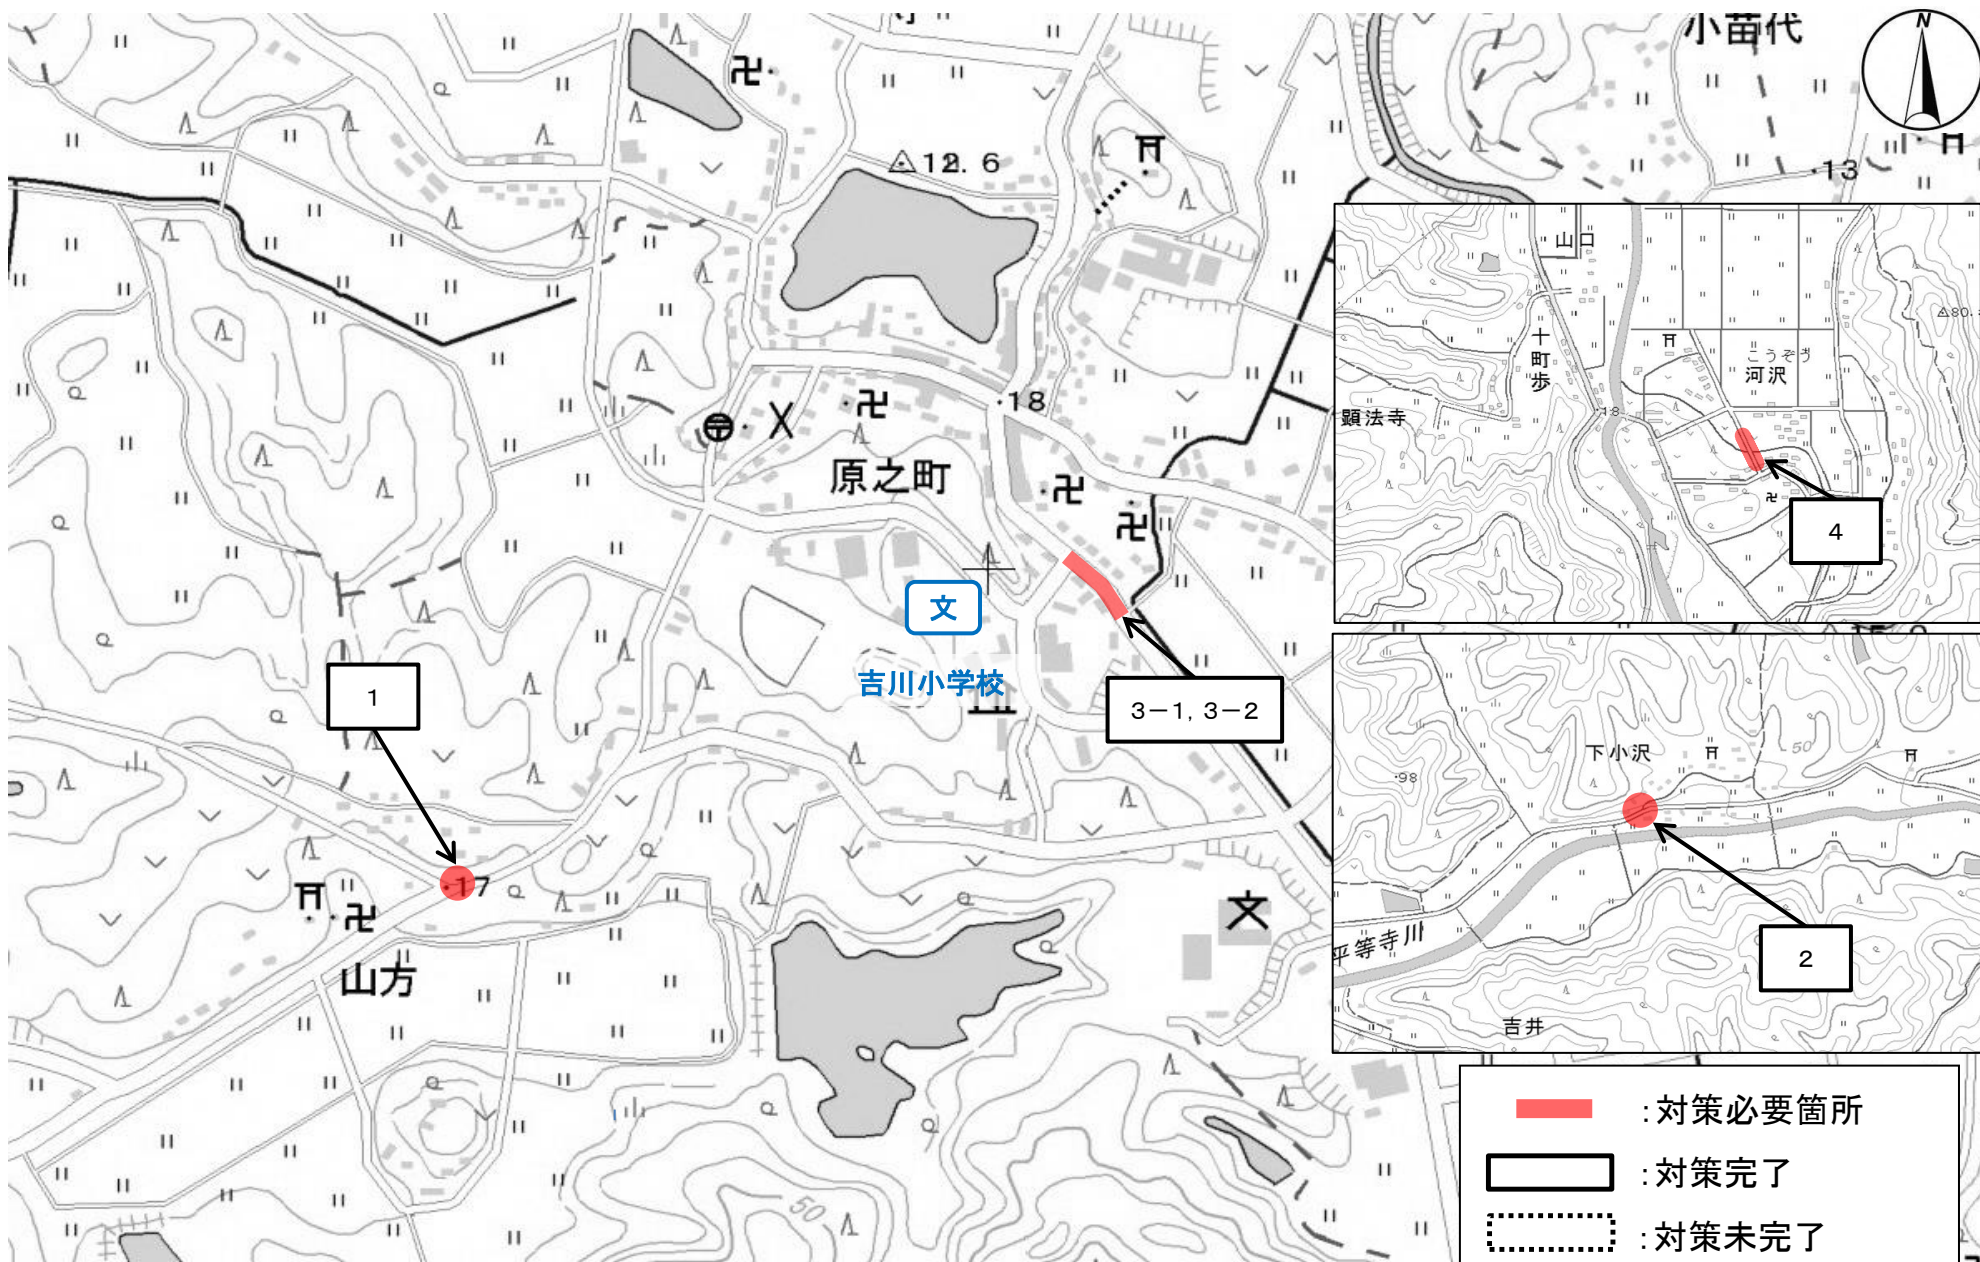 小苗代
N
13
18
原之町
文
吉川小学校
1
3－1, 3－2
17
山方
文
50
山口
十町歩
こうぞう
河沢
顕法寺
18
4
下小沢
50
98
平等寺川
吉井
2
：対策必要箇所
：対策完了
：対策未完了